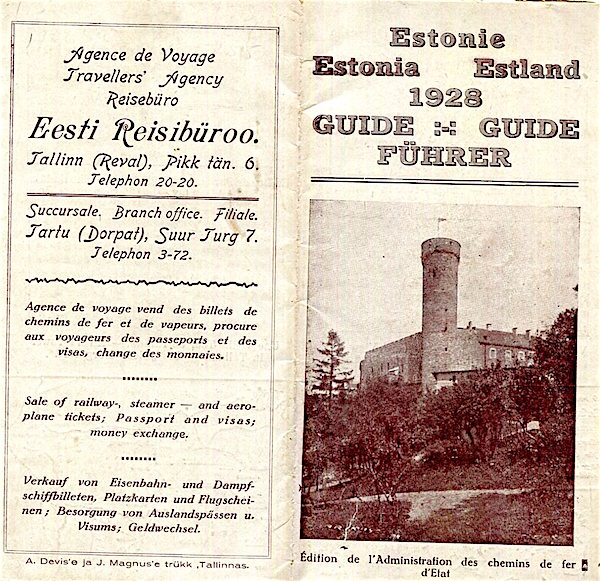 Agence de Voyage
Travellers' Agency
Reisebüro
Eesti Reisibüroo.
Tallinn (Reval), Pikk tän. 6.
Telephon 20-20.
Succursale. Branch office. Filiale.
Tartu (Dorpat), Suur Turg 7.
Telephon 3-72.
Agence de voyage vend des billets de
chemins de fer et de vapeurs, procure
aux voyageurs des passeports et des
visas, change des monnaies.
Sale of railway-, steamer — and aero-
plane tickets; Passport and visas;
money exchange.
Verkauf von Eisenbahn- und Dampf-
schiffbilleten, Platzkarten und Flugschei-
nen; Besorgung von Auslandspässen u.
Visums; Geldwechsel.
A. Devis'e ja J. Magnus'e trükk, Tallinnas.
Estonie
Estonia Estland
1928
GUIDE :-: GUIDE
FÜHRER
Édition de l'Administration des chemins de fer
d'Etat